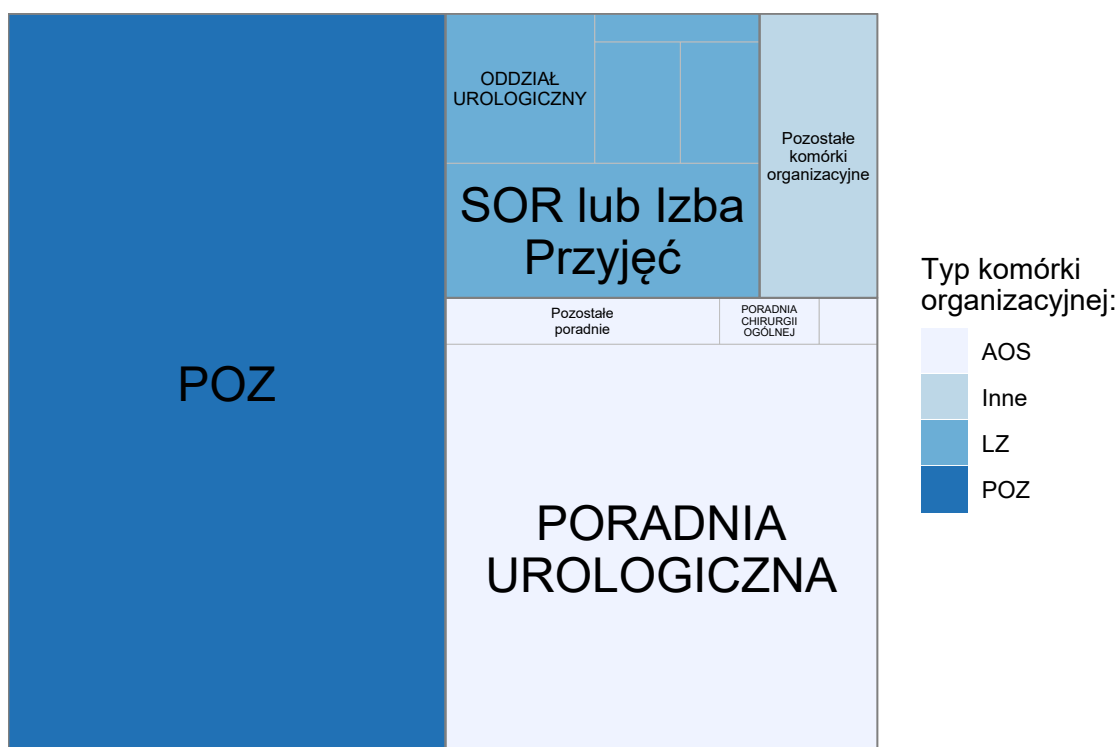 POZ
ODDZIAŁ
UROLOGICZNY
SOR lub Izba
Przyjęć
Pozostałe
komórki
organizacyjne
Pozostałe
poradnie
PORADNIA
CHIRURGII
OGÓLNEJ
PORADNIA
UROLOGICZNA
Typ komórki
organizacyjnej:
AOS
Inne
LZ
POZ